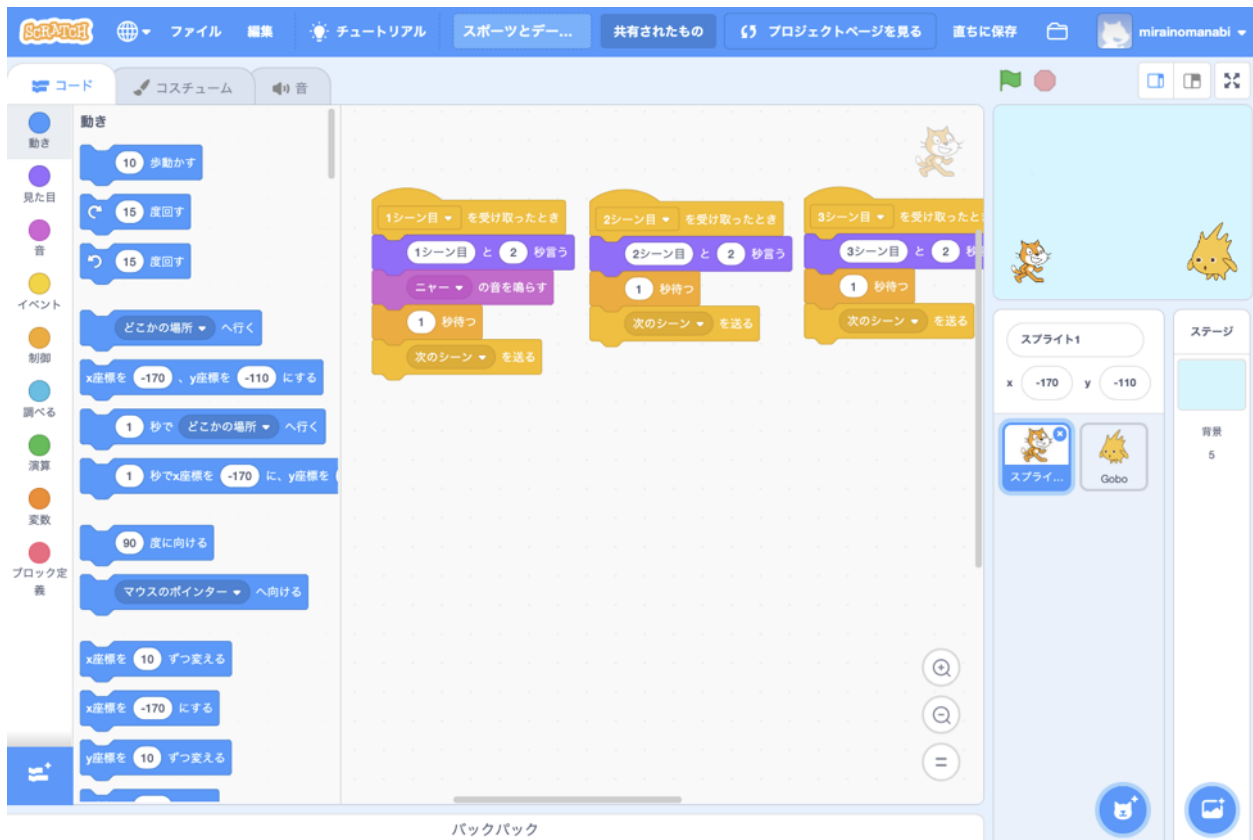 SCRATCH ファイル 編集 チュートリアル スポーツとデー... 共有されたもの プロジェクトページを見る 直ちに保存 mirainomanabi
コード コスチューム 音
動き
見た目
音
イベント
制御
調べる
演算
変数
ブロック定
義
動き
10 歩動かす
15 度回す
15 度回す
どこかの場所 へ行く
x座標を -170 、y座標を -110 にする
1 秒で どこかの場所 へ行く
1 秒でx座標を -170 に、y座標を
90 度に向ける
マウスのポインター へ向ける
x座標を 10 ずつ変える
x座標を -170 にする
y座標を 10 ずつ変える
1シーン目 を受け取ったとき
1シーン目 と 2 秒言う
ニャー の音を鳴らす
1 秒待つ
次のシーン を送る
2シーン目 を受け取ったとき
2シーン目 と 2 秒言う
1 秒待つ
次のシーン を送る
3シーン目 を受け取ったと
3シーン目 と 2 秒
1 秒待つ
次のシーン を送る
スプライト1
x -170 y -110
スプライ...
Gobo
ステージ
背景
5
バックパック